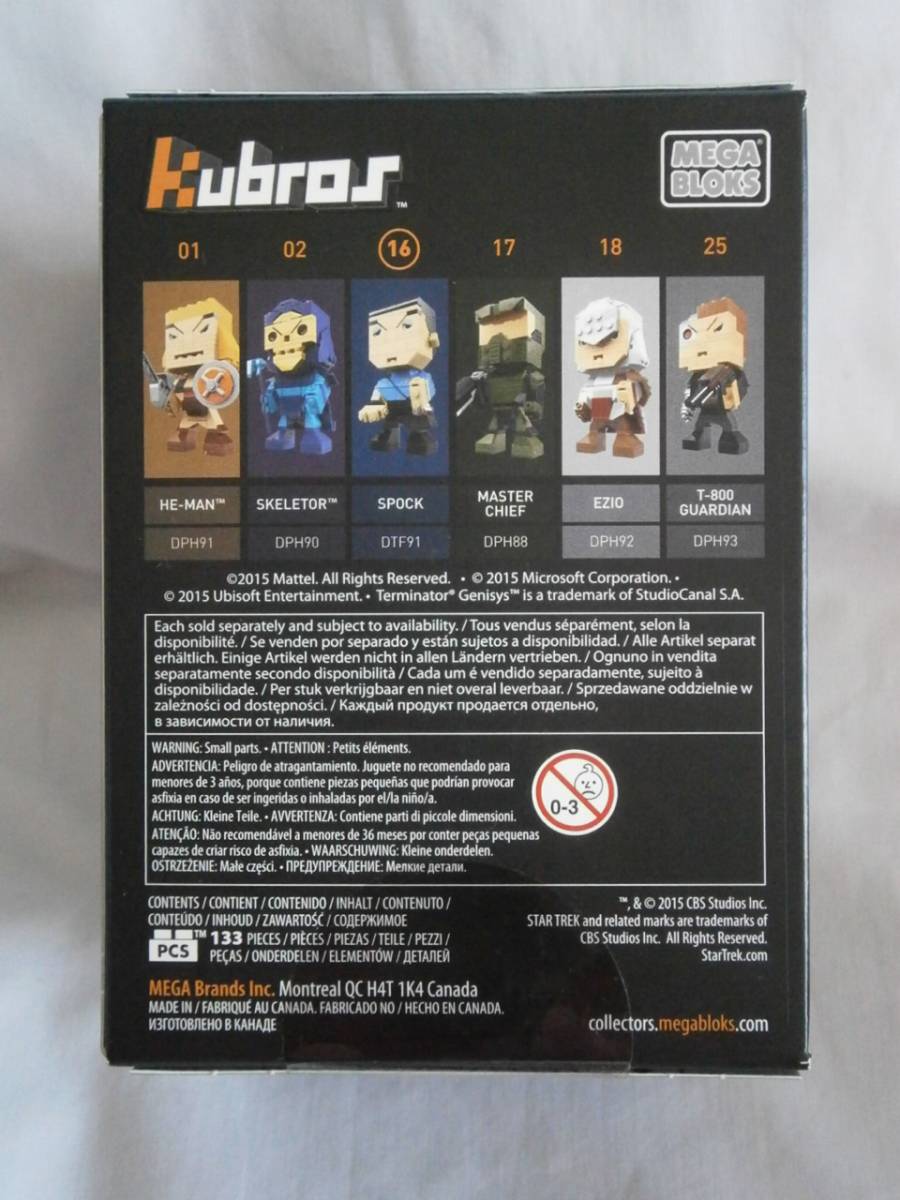 Kubros™
MEGA
BLOKS®
01 02 16 17 18 25
HE-MAN™ SKELETOR™ SPOCK MASTER CHIEF EZIO T-800 GUARDIAN
DPH91 DPH90 DTF91 DPH88 DPH92 DPH93
©2015 Mattel. All Rights Reserved. • © 2015 Microsoft Corporation. •
© 2015 Ubisoft Entertainment. • Terminator® Genisys™ is a trademark of StudioCanal S.A.
Each sold separately and subject to availability. / Tous vendus séparément, selon la
disponibilité. / Se venden por separado y están sujetos a disponibilidad. / Alle Artikel separat
erhältlich. Einige Artikel werden nicht in allen Ländern vertrieben. / Ognuno in vendita
separatamente secondo disponibilità / Cada um é vendido separadamente, sujeito à
disponibilidade. / Per stuk verkrijgbaar en niet overal leverbaar. / Sprzedawane oddzielnie w
zależności od dostępności. / Каждый продукт продается отдельно,
в зависимости от наличия.
WARNING: Small parts. • ATTENTION : Petits éléments.
ADVERTENCIA: Peligro de atragantamiento. Juguete no recomendado para
menores de 3 años, porque contiene piezas pequeñas que podrían provocar
asfixia en caso de ser ingeridas o inhaladas por el/la niño/a.
ACHTUNG: Kleine Teile. • AVVERTENZA: Contiene parti di piccole dimensioni.
ATENÇÃO: Não recomendável a menores de 36 meses por conter peças pequenas
capazes de criar risco de asfixia. • WAARSCHUWING: Kleine onderdelen.
OSTRZEŻENIE: Małe części. • ПРЕДУПРЕЖДЕНИЕ: Мелкие детали.
0-3
CONTENTS / CONTENT / CONTENIDO / INHALT / CONTENUTO /
CONTEÚDO / INHOUD / ZAWARTOŚĆ / СОДЕРЖИМОЕ
PCS™ 133 PIECES / PIÈCES / PIEZAS / TEILE / PEZZI /
PEÇAS / ONDERDELEN / ELEMENTÓW / ДЕТАЛЕЙ
™, & © 2015 CBS Studios Inc.
STAR TREK and related marks are trademarks of
CBS Studios Inc. All Rights Reserved.
StarTrek.com
MEGA Brands Inc. Montreal QC H4T 1K4 Canada
MADE IN / FABRIQUÉ AU CANADA. FABRICADO NO / HECHO EN CANADA.
ИЗГОТОВЛЕНО В КАНАДЕ
collectors.megabloks.com